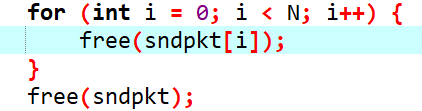 for (int i = 0; i < N; i++) {
    free(sndpkt[i]);
}
free(sndpkt);